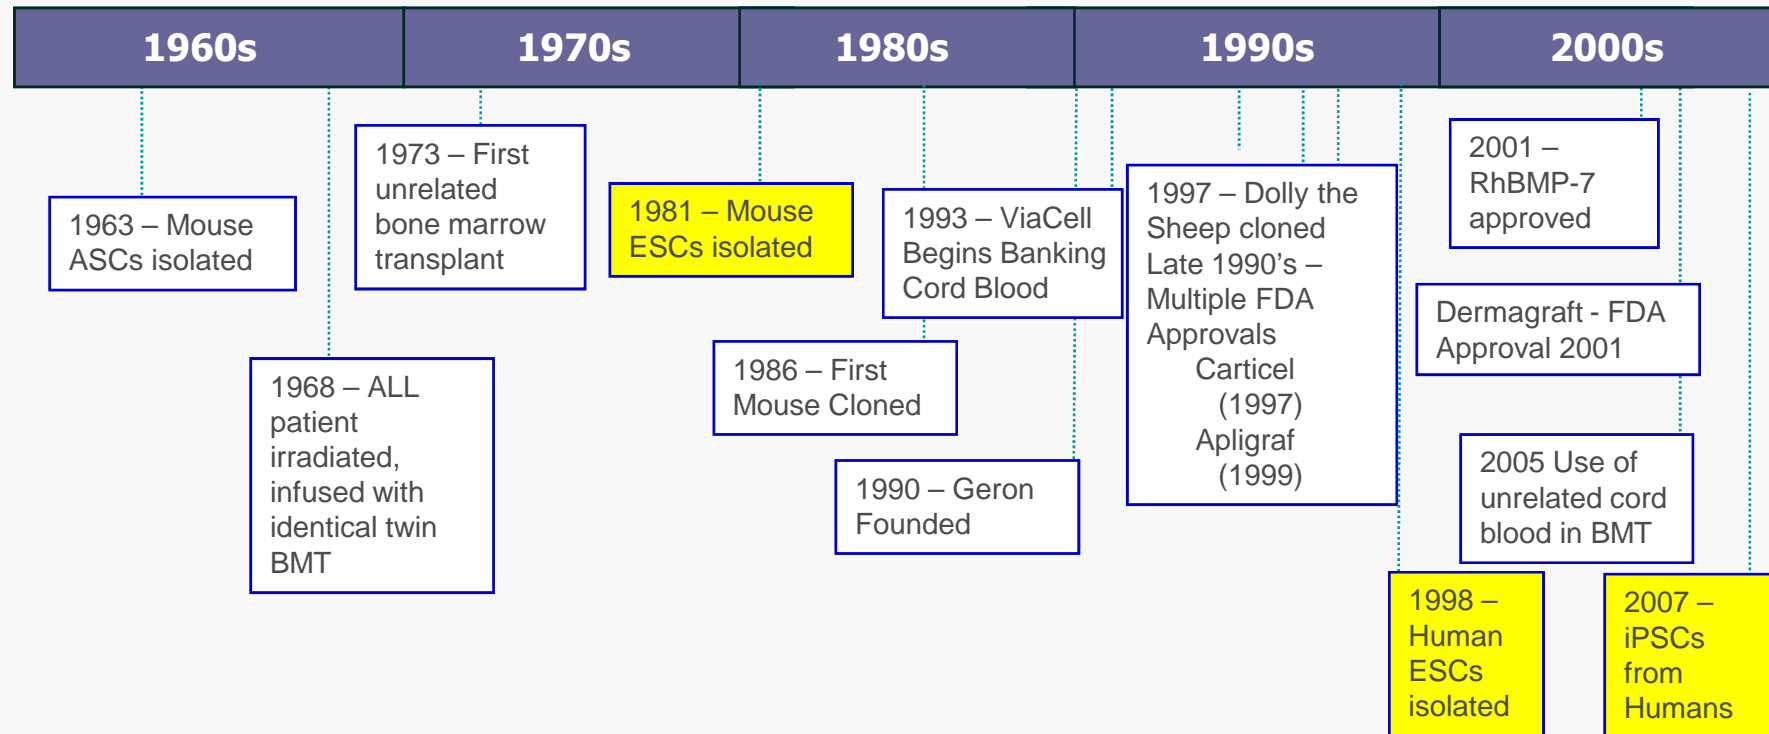 1960s
1970s
1980s
1990s
2000s
1963 – Mouse
ASCs isolated
1968 – ALL
patient
irradiated,
infused with
identical twin
BMT
1973 – First
unrelated
bone marrow
transplant
1981 – Mouse
ESCs isolated
1986 – First
Mouse Cloned
1993 – ViaCell
Begins Banking
Cord Blood
1990 – Geron
Founded
1997 – Dolly the
Sheep cloned
Late 1990’s –
Multiple FDA
Approvals
Carticel
(1997)
Apligraf
(1999)
1998 –
Human
ESCs
isolated
2001 –
RhBMP-7
approved
Dermagraft - FDA
Approval 2001
2005 Use of
unrelated cord
blood in BMT
2007 –
iPSCs
from
Humans